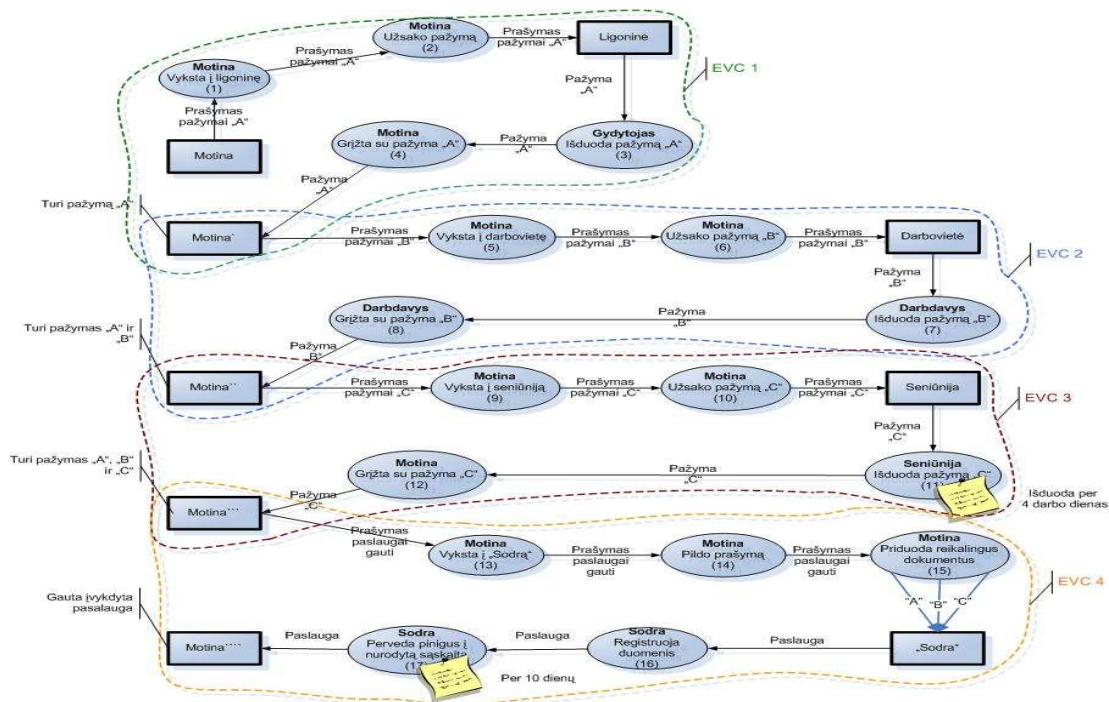 Motina
Užsako pažymą
(2)
Prašymas
pažymai „A“
Ligoninė
Prašymas
pažymai „A“
Motina
Vyksta į ligoninę
(1)
EVC 1
Pažyma
„A“
Prašymas
pažymai „A“
Motina
Motina
Grįžta su pažyma „A“
(4)
Pažyma
„A“
Gydytojas
Išduoda pažymą „A“
(3)
Pažyma
„A“
Turi pažymą „A“
Motina`
Prašymas
pažymai „B“
Motina
Vyksta į darbovietę
(5)
Prašymas
pažymai „B“
Motina
Užsako pažymą „B“
(6)
Prašymas
pažymai „B“
Darbovietė
EVC 2
Pažyma
„B“
Turi pažymas „A“ ir
„B“
Darbdavys
Grįžta su pažyma „B“
(8)
Pažyma
„B“
Darbdavys
Išduoda pažymą „B“
(7)
Pažyma
„B“
Motina``
Prašymas
pažymai „C“
Motina
Vyksta į seniūniją
(9)
Prašymas
pažymai „C“
Motina
Užsako pažymą „C“
(10)
Prašymas
pažymai „C“
Seniūnija
EVC 3
Pažyma
„C“
Turi pažymas „A“, „B“
ir „C“
Motina
Grįžta su pažyma „C“
(12)
Pažyma
„C“
Seniūnija
Išduoda pažymą „C“
(11)
Išduoda per
4 darbo dienas
Pažyma
„C“
Motina```
Prašymas
paslaugai
gauti
Motina
Vyksta į „Sodrą“
(13)
Prašymas
paslaugai
gauti
Motina
Pildo prašymą
(14)
Prašymas
paslaugai
gauti
Motina
Priduoda reikalingus
dokumentus
(15)
EVC 4
"A"
"B"
"C"
Gauta įvykdyta
pasalauga
Motina````
Paslauga
Sodra
Perveda pinigus į
nurodytą sąskaitą
(17)
Per 10 dienų
Paslauga
Sodra
Registruoja
duomenis
(16)
Paslauga
„Sodra“